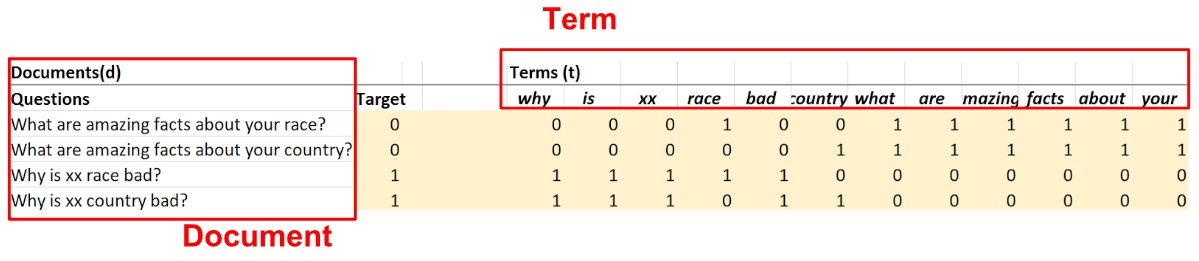 Term
Documents(d) Terms (t)
Questions Target why is xx race bad country what are mazing facts about your
What are amazing facts about your race? 0 0 0 0 1 0 0 1 1 1 1 1 1
What are amazing facts about your country? 0 0 0 0 0 0 1 1 1 1 1 1 1
Why is xx race bad? 1 1 1 1 1 1 0 0 0 0 0 0 0
Why is xx country bad? 1 1 1 1 0 1 1 0 0 0 0 0 0
Document